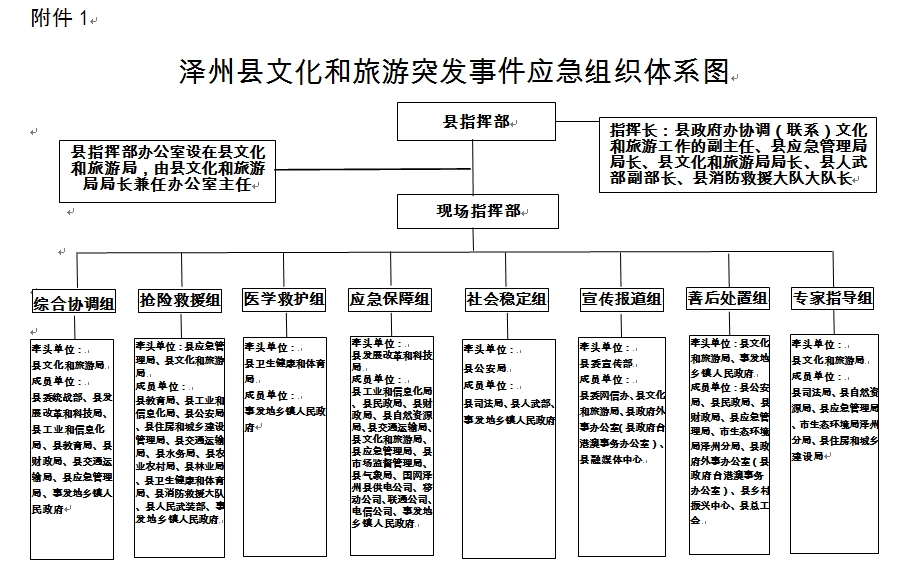 附件 1
泽州县文化和旅游突发事件应急组织体系图
县指挥部
指挥长：县政府办协调（联系）文化
和旅游工作的副主任、县应急管理局
局长、县文化和旅游局局长、县人武
部副部长、县消防救援大队大队长
县指挥部办公室设在县文化
和旅游局，由县文化和旅游
局局长兼任办公室主任
现场指挥部
综合协调组
抢险救援组
医学救护组
应急保障组
社会稳定组
宣传报道组
善后处置组
专家指导组
牵头单位：
县文化和旅游局
成员单位：
县委统战部、县发
展改革和科技局、
县工业和信息化
局、县教育局、县
财政局、县交通运
输局、县应急管理
局、事发地乡镇人
民政府
牵头单位：县应急管
理局、县文化和旅游
局
成员单位：
县教育局、县工业和
信息化局、县公安局
、县住房和城乡建设
管理局、县交通运输
局、县水务局、县农
业农村局、县林业局
、县卫生健康和体育
局、县消防救援大队
、县人民武装部、事
发地乡镇人民政府
牵头单位：
县卫生健康和体育
局
成员单位：
事发地乡镇人民政
府
牵头单位：
县发展改革和科技
局
成员单位：
县工业和信息化局
、县民政局、县财
政局、县自然资源
局、县交通运输局、
县文化和旅游局、
县应急管理局、县
市场监督管理局、
县气象局、国网泽
州县供电公司、移
动公司、联通公司、
电信公司、事发地
乡镇人民政府
牵头单位：
县公安局
成员单位：
县司法局、县人武部、
事发地乡镇人民政府
牵头单位：
县委宣传部
成员单位：
县委网信办、县文化
和旅游局、县政府外
事办公室(县政府台
港澳事务办公室）、
县融媒体中心
牵头单位：县文化
和旅游局、事发地
乡镇人民政府
成员单位：县公安
局、县民政局、县
财政局、县应急管
理局、市生态环境
局泽州分局、县政
府外事办公室（县
政府台港澳事务
办公室）、县乡村
振兴中心、县总工
会
牵头单位：
县文化和旅游局
成员单位：
县司法局、县自然资
源局、县应急管理局
、市生态环境局泽州
分局、县住房和城乡
建设局